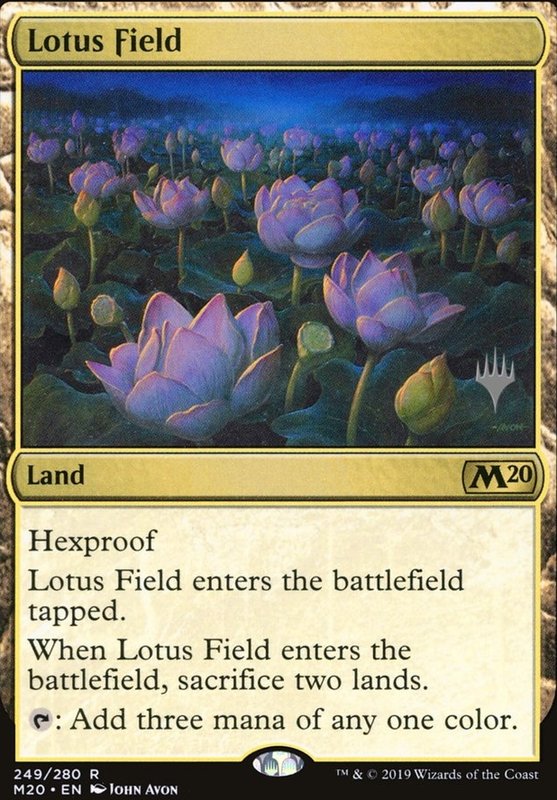 Lotus Field
AVON
Land
M20
Hexproof
Lotus Field enters the battlefield
tapped.
When Lotus Field enters the
battlefield, sacrifice two lands.
: Add three mana of any one color.
249/280 R
M20 • EN JOHN AVON
™ & © 2019 Wizards of the Coast